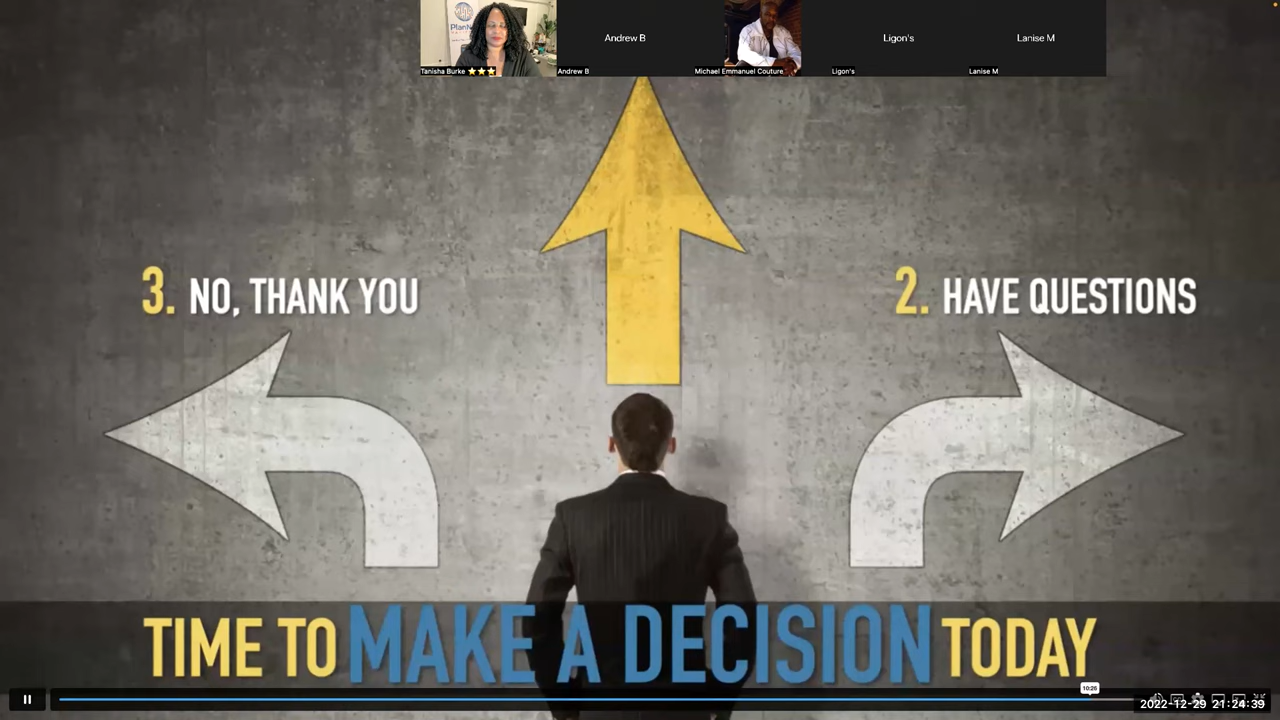 PlanN
Andrew B
Ligon's
Lanise M
Tanisha Burke ⭐⭐⭐
Andrew B
Michael Emmanuel Couture
Ligon's
Lanise M
3. NO, THANK YOU
2. HAVE QUESTIONS
TIME TO MAKE A DECISION TODAY
10:26
2022-12-29 21:24:39